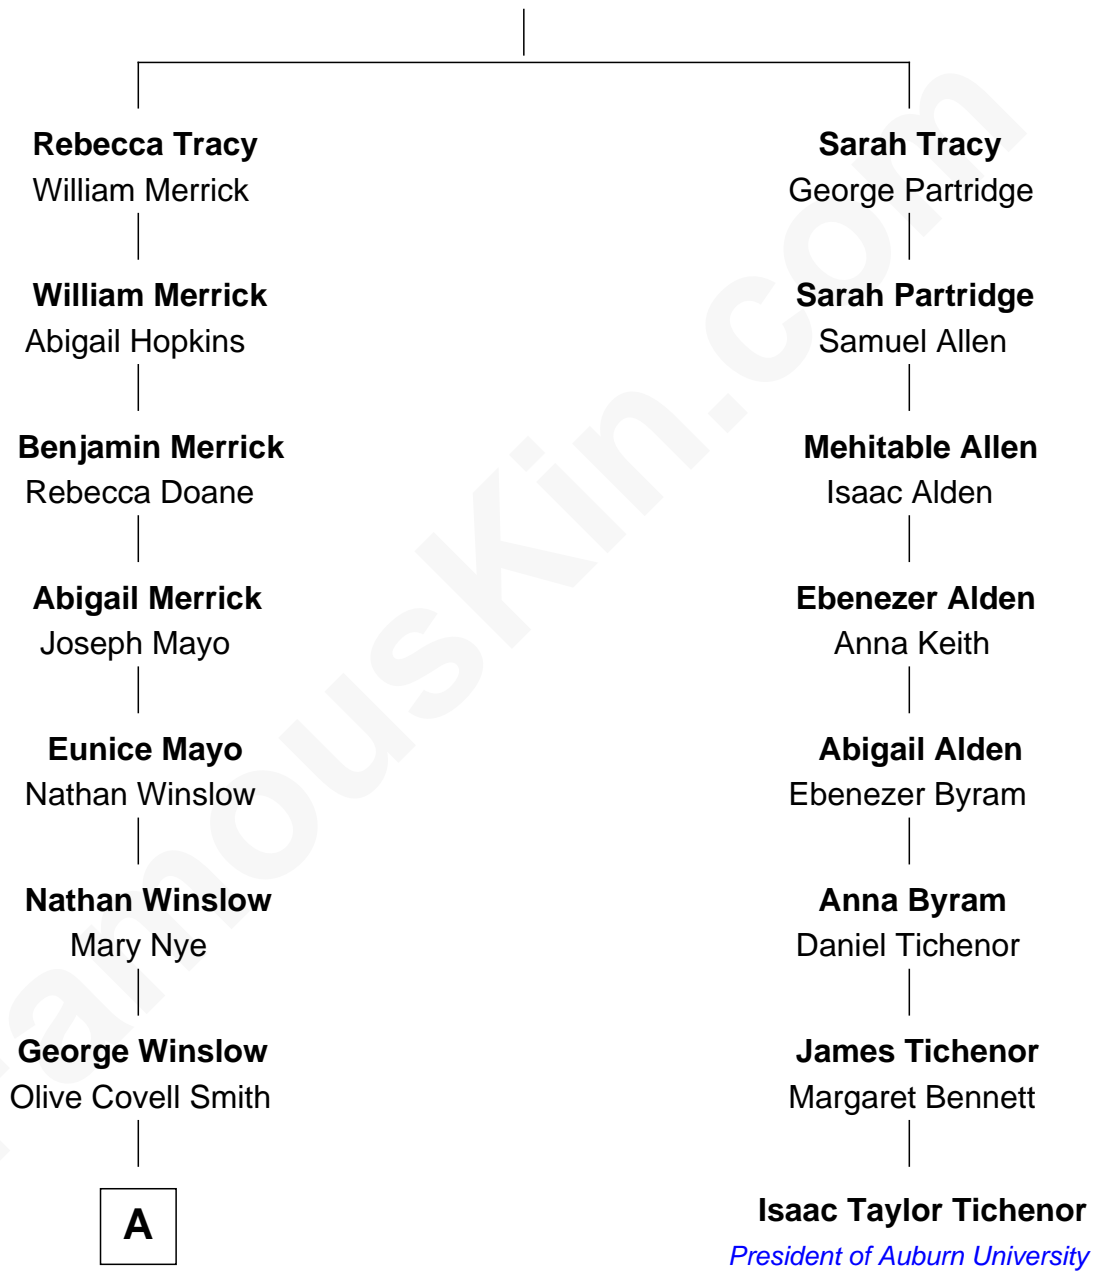 Rebecca Tracy
William Merrick
Sarah Tracy
George Partridge
William Merrick
Abigail Hopkins
Sarah Partridge
Samuel Allen
Benjamin Merrick
Rebecca Doane
Mehitable Allen
Isaac Alden
Abigail Merrick
Joseph Mayo
Ebenezer Alden
Anna Keith
Eunice Mayo
Nathan Winslow
Abigail Alden
Ebenezer Byram
Nathan Winslow
Mary Nye
Anna Byram
Daniel Tichenor
George Winslow
Olive Covell Smith
James Tichenor
Margaret Bennett
A
Isaac Taylor Tichenor
President of Auburn University
FamousKin.com